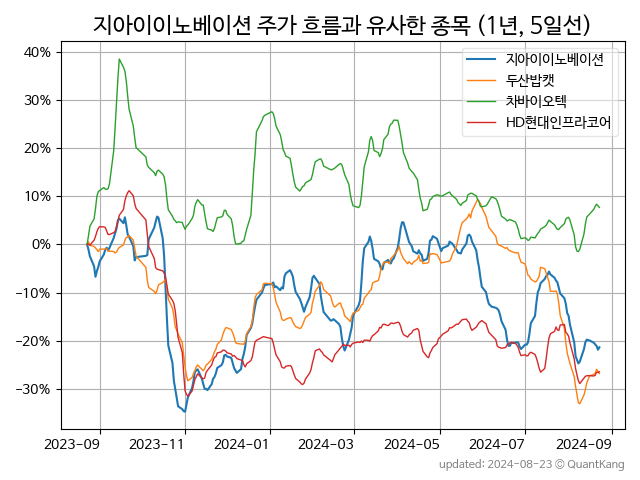 지아이이노베이션 주가 흐름과 유사한 종목 (1년, 5일선)
지아이이노베이션
두산밥캣
차바이오텍
HD현대인프라코어
40%
30%
20%
10%
0%
−10%
−20%
−30%
2023-09 2023-11 2024-01 2024-03 2024-05 2024-07 2024-09
updated: 2024-08-23 © QuantKang